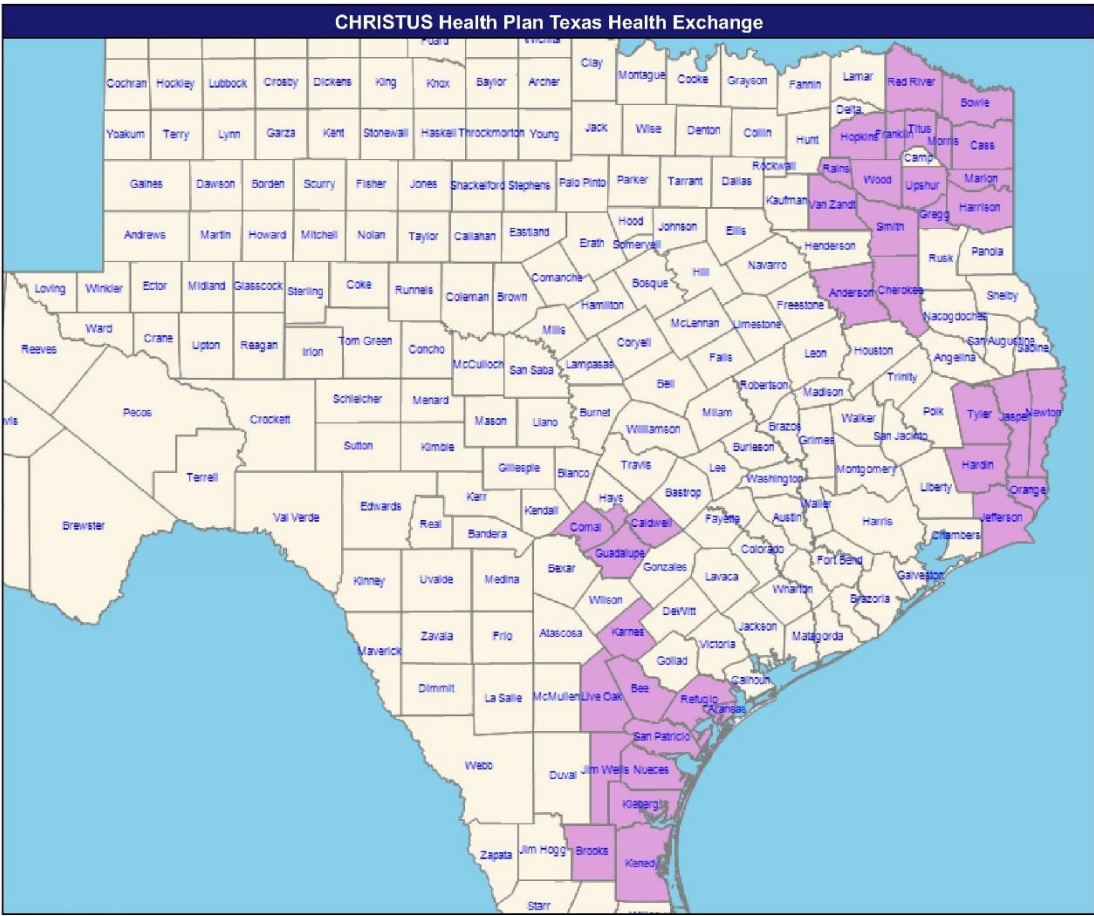 CHRISTUS Health Plan Texas Health Exchange
Clay
Montague
Cooke
Grayson
Fannin
Lamar
Red River
Bowie
Cochran
Hockley
Lubbock
Crosby
Dickens
King
Knox
Baylor
Archer
Delta
Yoakum
Terry
Lynn
Garza
Kent
Stonewall
Haskell
Throckmorton
Young
Jack
Wise
Denton
Collin
Hunt
Hopkins
Franklin
Titus
Morris
Cass
Camp
Rockwall
Rains
Wood
Upshur
Marion
Gaines
Dawson
Borden
Scurry
Fisher
Jones
Shackelford
Stephens
Palo Pinto
Parker
Tarrant
Dallas
Kaufman
Van Zandt
Gregg
Harrison
Smith
Andrews
Martin
Howard
Mitchell
Nolan
Taylor
Callahan
Eastland
Erath
Hood
Somervell
Johnson
Ellis
Henderson
Rusk
Panola
Loving
Winkler
Ector
Midland
Glasscock
Sterling
Coke
Runnels
Coleman
Brown
Comanche
Hamilton
Bosque
Hill
Navarro
Freestone
Anderson
Cherokee
Shelby
Nacogdoches
Reeves
Ward
Crane
Upton
Reagan
Irion
Tom Green
Concho
McCulloch
San Saba
Mills
Lampasas
Coryell
McLennan
Limestone
Falls
Leon
Houston
Angelina
San Augustine
Sabine
Trinity
vis
Pecos
Crockett
Schleicher
Menard
Mason
Llano
Burnet
Bell
Milam
Robertson
Madison
Brazos
Grimes
Walker
San Jacinto
Polk
Tyler
Jasper
Newton
Terrell
Sutton
Kimble
Gillespie
Blanco
Williamson
Travis
Lee
Burleson
Washington
Montgomery
Liberty
Hardin
Orange
Jefferson
Brewster
Val Verde
Edwards
Real
Kerr
Bandera
Kendall
Hays
Comal
Caldwell
Guadalupe
Bastrop
Fayette
Austin
Waller
Harris
Chambers
Kinney
Uvalde
Medina
Bexar
Gonzales
Lavaca
Colorado
Fort Bend
Galveston
Wharton
Brazoria
Wilson
Maverick
Zavala
Frio
Atascosa
Karnes
DeWitt
Jackson
Matagorda
Victoria
Goliad
Calhoun
Dimmit
La Salle
McMullen
Live Oak
Bee
Refugio
Aransas
San Patricio
Webb
Duval
Jim Wells
Nueces
Kleberg
Zapata
Jim Hogg
Brooks
Kenedy
Starr